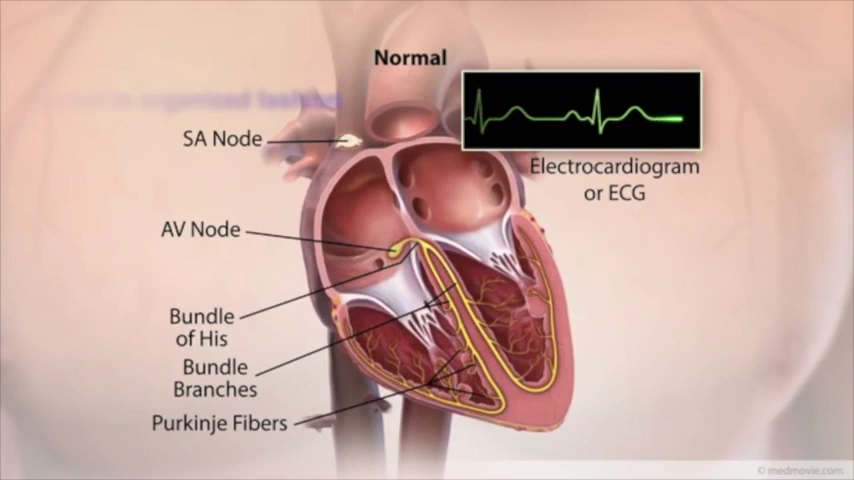 Normal
SA Node
Electrocardiogram
or ECG
AV Node
Bundle
of His
Bundle
Branches
Purkinje Fibers
© medmovie.com